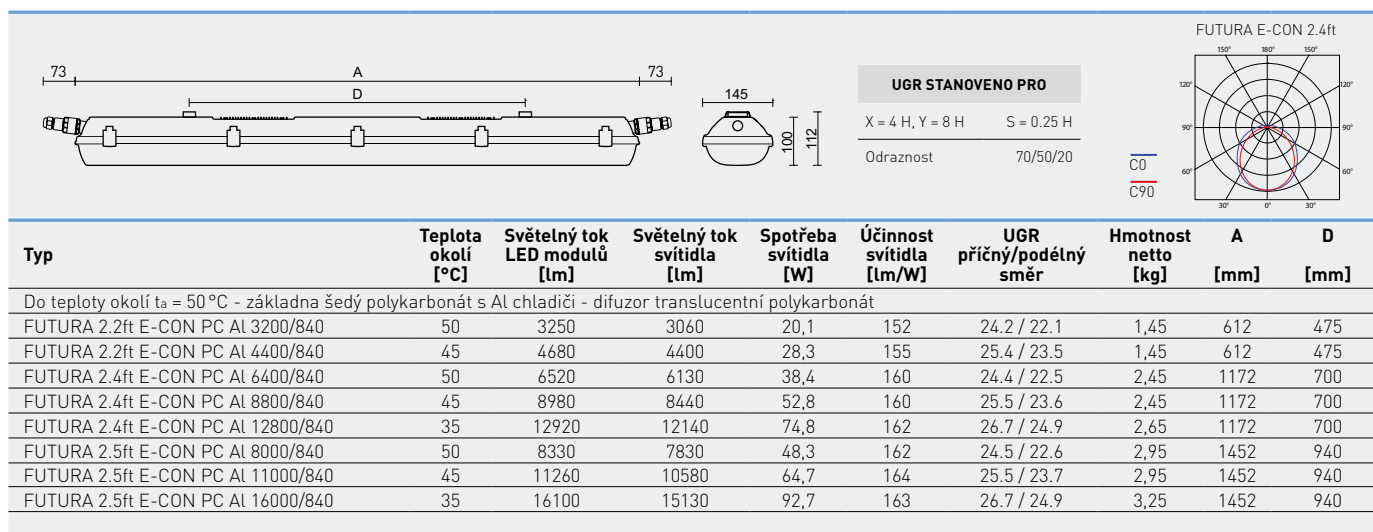 FUTURA E-CON 2.4ft
150° 180° 150°
120° 120°
90° 90°
60° 60°
30° 0° 30°
C0
C90
73 A 73
D
145
100
112
UGR STANOVENO PRO
X = 4 H, Y = 8 H S = 0.25 H
Odraznost 70/50/20
Typ Teplota okolí [°C] Světelný tok LED modulů [lm] Světelný tok svítidla [lm] Spotřeba svítidla [W] Účinnost svítidla [lm/W] UGR příčný/podélný směr Hmotnost netto [kg] A [mm] D [mm]
Do teploty okolí ta = 50 °C - základna šedý polykarbonát s Al chladiči - difuzor translucentní polykarbonát
FUTURA 2.2ft E-CON PC Al 3200/840 50 3250 3060 20,1 152 24.2 / 22.1 1,45 612 475
FUTURA 2.2ft E-CON PC Al 4400/840 45 4680 4400 28,3 155 25.4 / 23.5 1,45 612 475
FUTURA 2.4ft E-CON PC Al 6400/840 50 6520 6130 38,4 160 24.4 / 22.5 2,45 1172 700
FUTURA 2.4ft E-CON PC Al 8800/840 45 8980 8440 52,8 160 25.5 / 23.6 2,45 1172 700
FUTURA 2.4ft E-CON PC Al 12800/840 35 12920 12140 74,8 162 26.7 / 24.9 2,65 1172 700
FUTURA 2.5ft E-CON PC Al 8000/840 50 8330 7830 48,3 162 24.5 / 22.6 2,95 1452 940
FUTURA 2.5ft E-CON PC Al 11000/840 45 11260 10580 64,7 164 25.5 / 23.7 2,95 1452 940
FUTURA 2.5ft E-CON PC Al 16000/840 35 16100 15130 92,7 163 26.7 / 24.9 3,25 1452 940